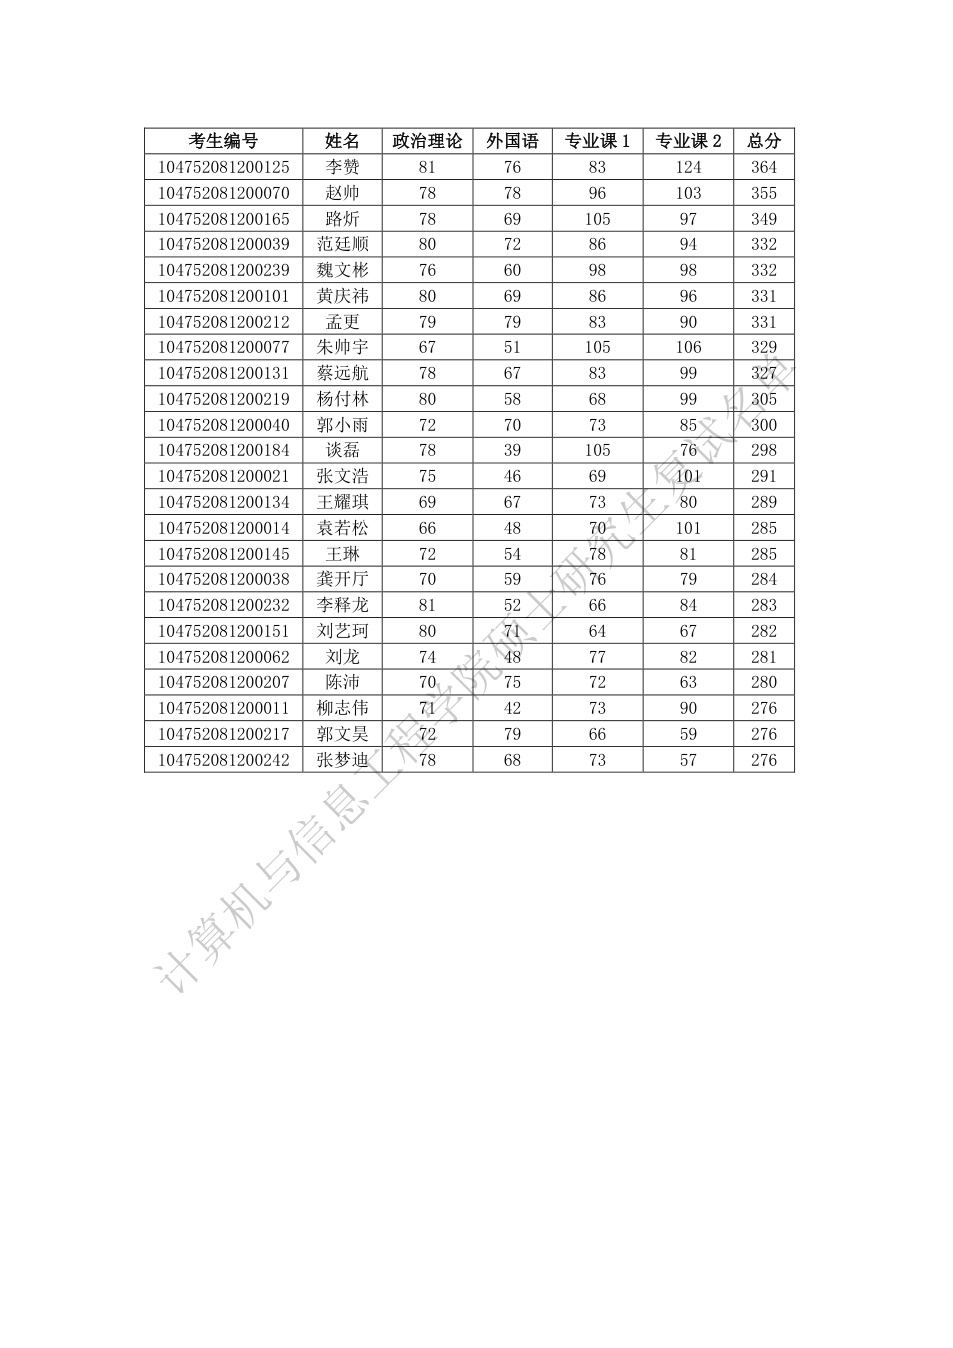 考生编号 姓名 政治理论 外国语 专业课1 专业课2 总分
104752081200125 李赞 81 76 83 124 364
104752081200070 赵帅 78 78 96 103 355
104752081200165 路炘 78 69 105 97 349
104752081200039 范廷顺 80 72 86 94 332
104752081200239 魏文彬 76 60 98 98 332
104752081200101 黄庆祎 80 69 86 96 331
104752081200212 孟更 79 79 83 90 331
104752081200077 朱帅宇 67 51 105 106 329
104752081200131 蔡远航 78 67 83 99 327
104752081200219 杨付林 80 58 68 99 305
104752081200040 郭小雨 72 70 73 85 300
104752081200184 谈磊 78 39 105 76 298
104752081200021 张文浩 75 46 69 101 291
104752081200134 王耀琪 69 67 73 80 289
104752081200014 袁若松 66 48 70 101 285
104752081200145 王琳 72 54 78 81 285
104752081200038 龚开厅 70 59 76 79 284
104752081200232 李释龙 81 52 66 84 283
104752081200151 刘艺珂 80 71 64 67 282
104752081200062 刘龙 74 48 77 82 281
104752081200207 陈沛 70 75 72 63 280
104752081200011 柳志伟 71 42 73 90 276
104752081200217 郭文昊 72 79 66 59 276
104752081200242 张梦迪 78 68 73 57 276
计算机与信息工程学院硕士研究生复试名单